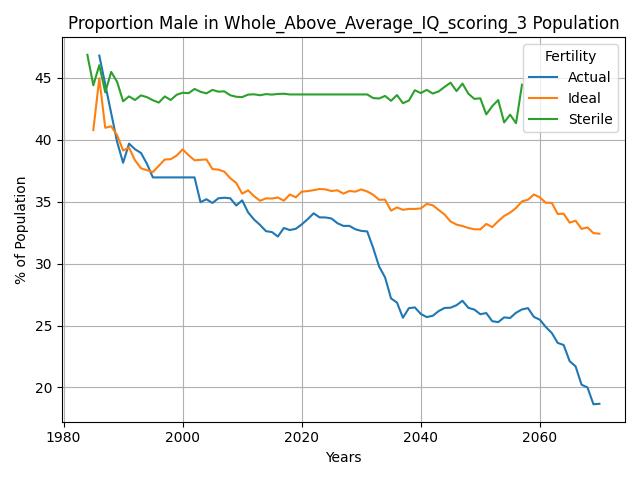 Proportion Male in Whole_Above_Average_IQ_scoring_3 Population
Fertility
Actual
Ideal
Sterile
% of Population
45
40
35
30
25
20
1980
2000
2020
2040
2060
Years